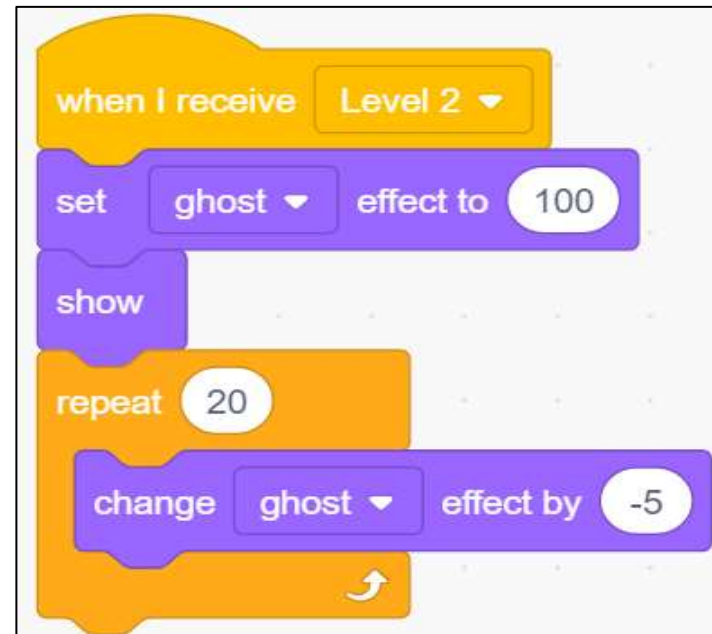 when I receive Level 2
set ghost effect to 100
show
repeat 20
change ghost effect by -5